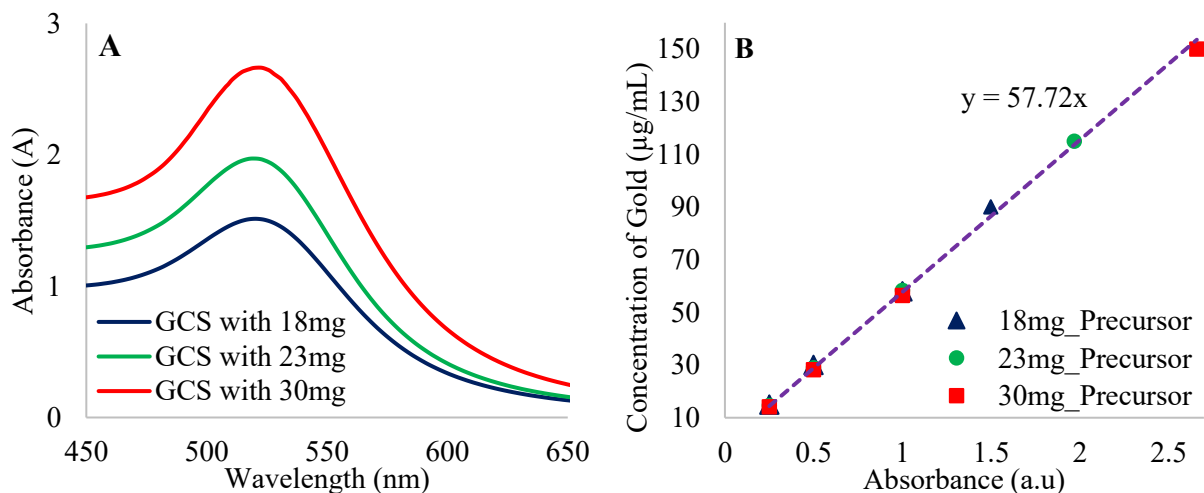 A
Absorbance (A)
3
2
1
0
GCS with 18mg
GCS with 23mg
GCS with 30mg
450 500 550 600 650
Wavelength (nm)
B
Concentration of Gold (µg/mL)
150
130
110
90
70
50
30
10
y = 57.72x
18mg_Precursor
23mg_Precursor
30mg_Precursor
0 0.5 1 1.5 2 2.5
Absorbance (a.u)